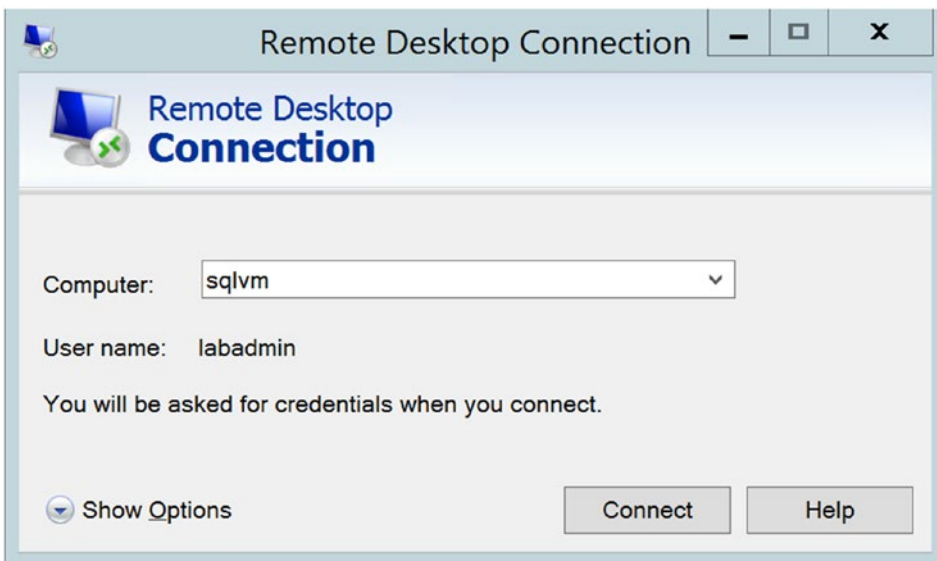 Remote Desktop Connection
Remote Desktop
Connection
Computer: sqlvm
User name: labadmin
You will be asked for credentials when you connect.
Show Options Connect Help